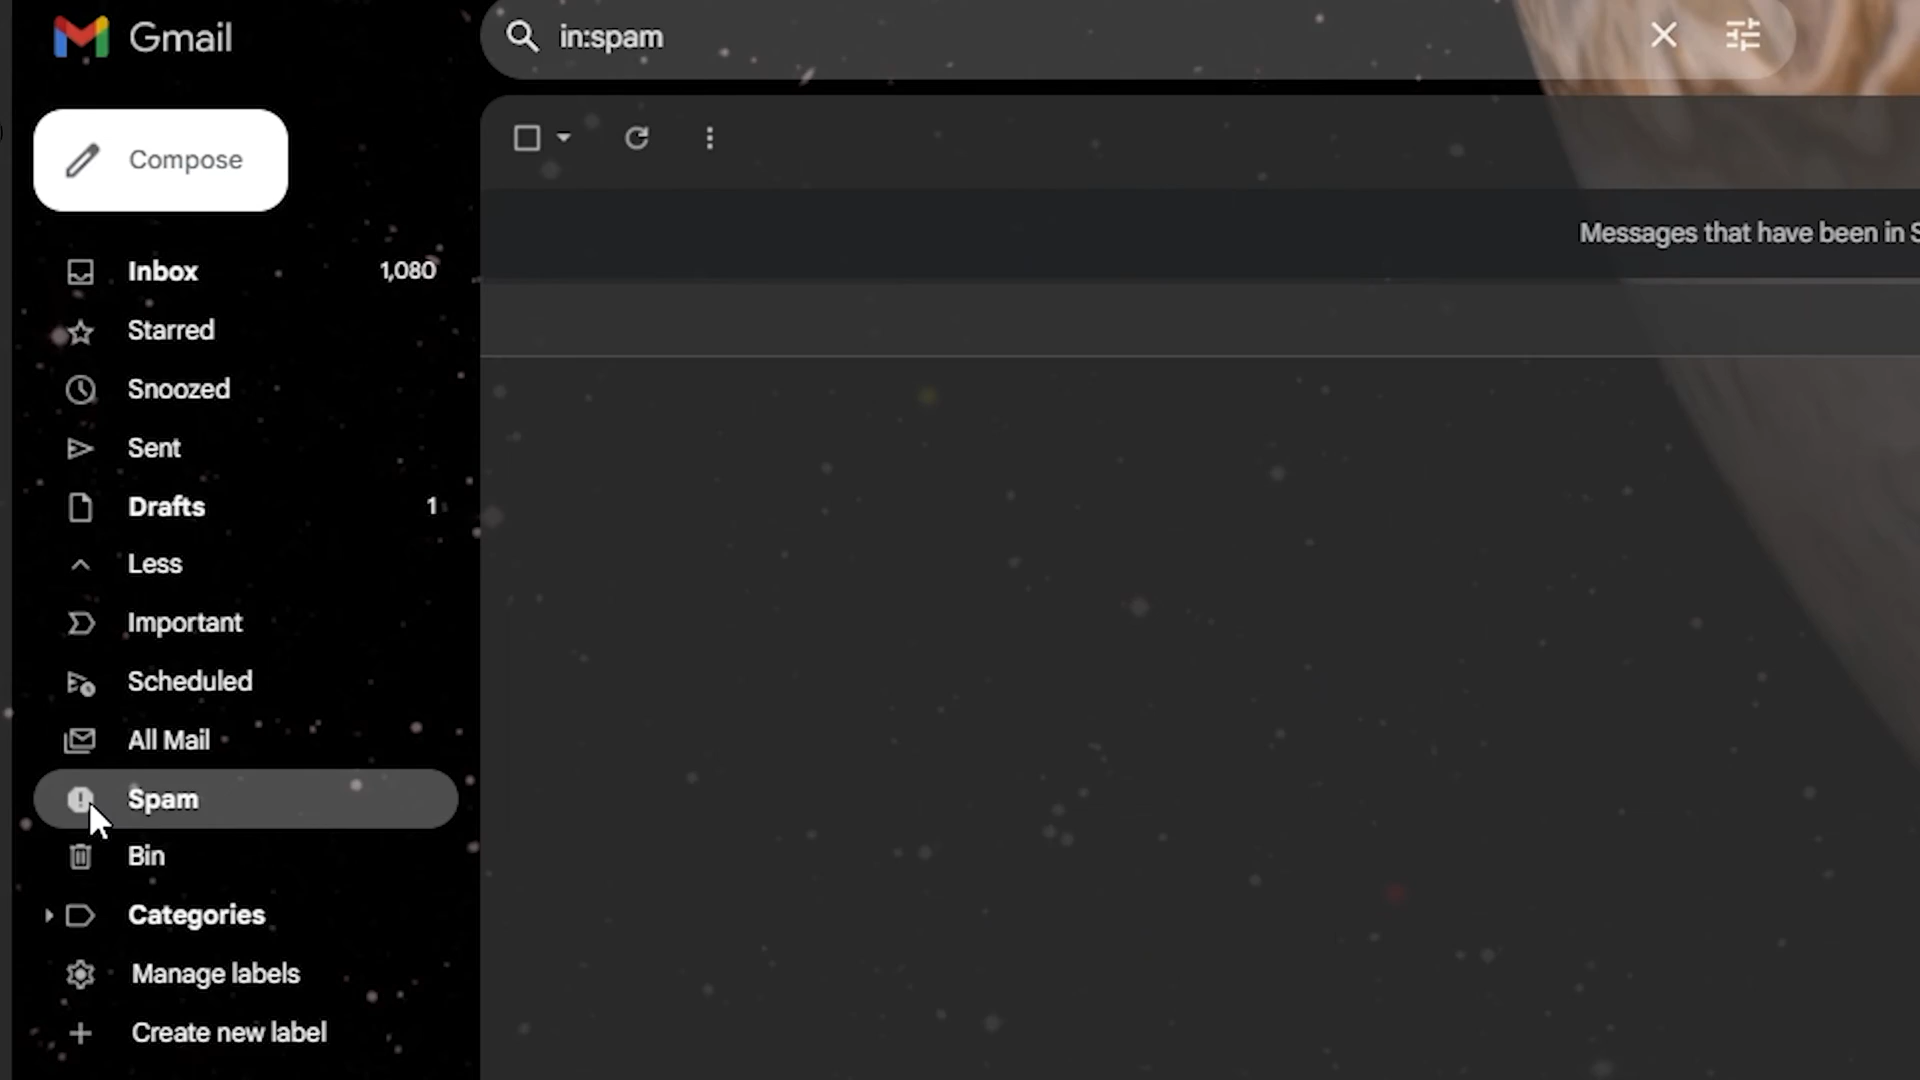 Gmail
in:spam
Compose
Messages that have been in
Inbox 1,080
Starred
Snoozed
Sent
Drafts 1
Less
Important
Scheduled
All Mail
Spam
Bin
Categories
Manage labels
Create new label